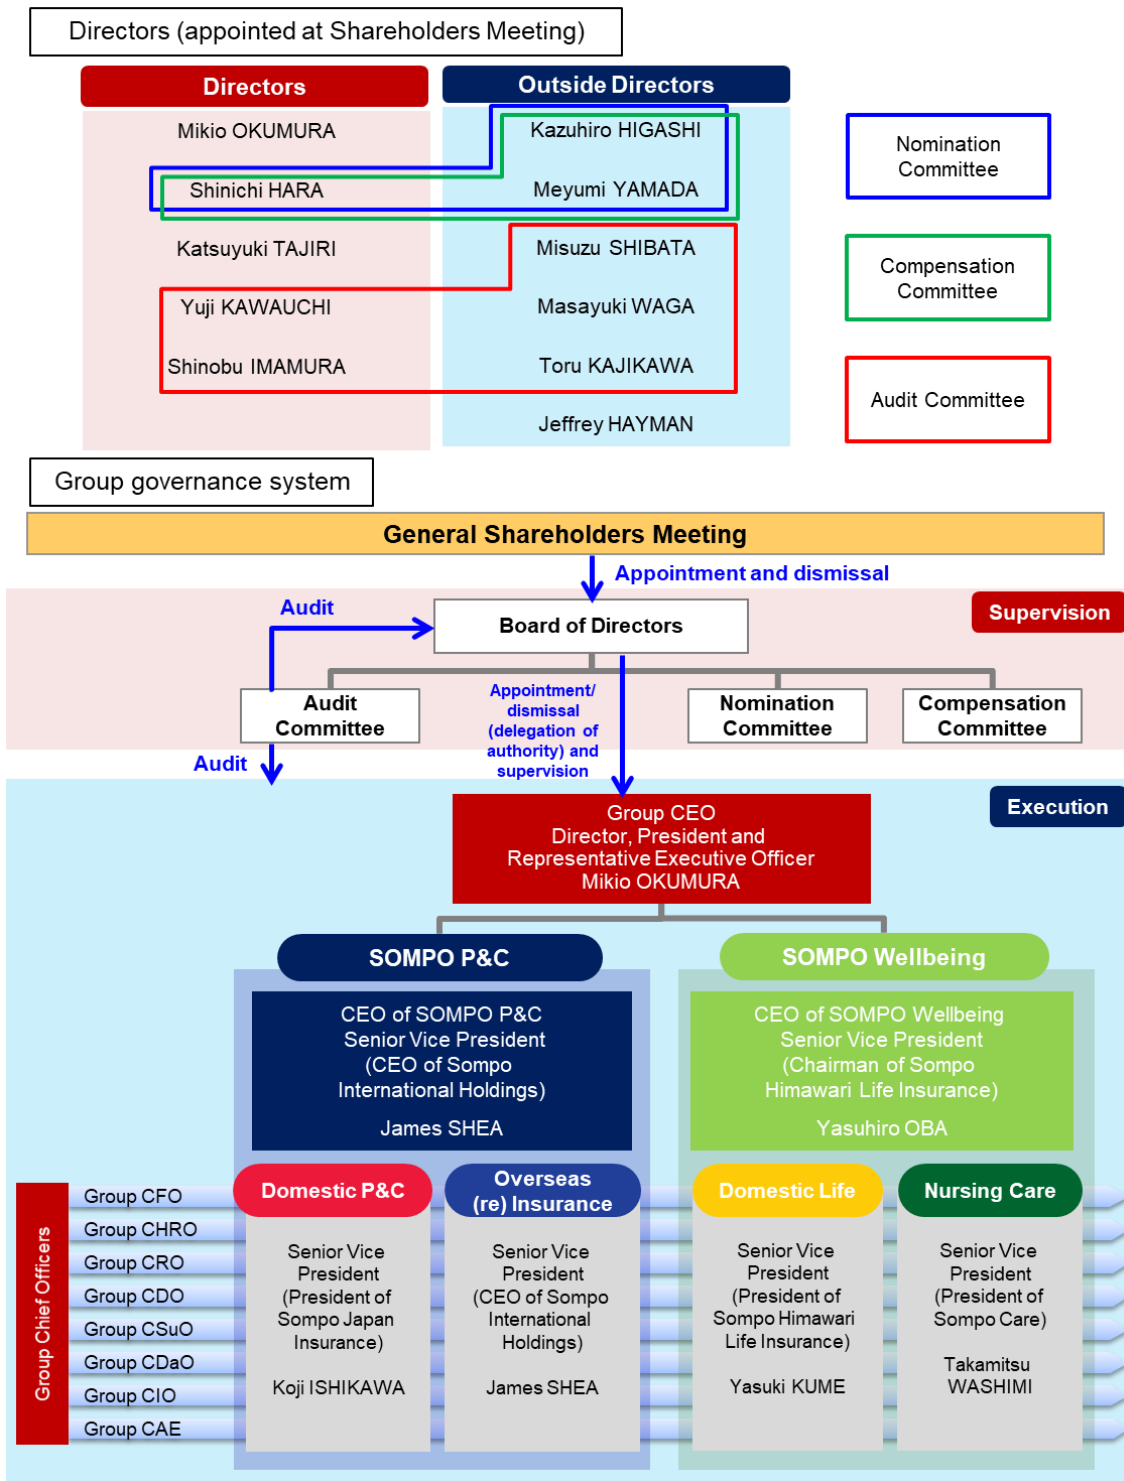 Directors (appointed at Shareholders Meeting)
Directors
Outside Directors
Mikio OKUMURA
Kazuhiro HIGASHI
Shinichi HARA
Meyumi YAMADA
Katsuyuki TAJIRI
Misuzu SHIBATA
Yuji KAWAUCHI
Masayuki WAGA
Shinobu IMAMURA
Toru KAJIKAWA
Jeffrey HAYMAN
Nomination
Committee
Compensation
Committee
Audit Committee
Group governance system
General Shareholders Meeting
Appointment and dismissal
Supervision
Audit
Board of Directors
Audit
Committee
Appointment/
dismissal
(delegation of
authority) and
supervision
Nomination
Committee
Compensation
Committee
Audit
Execution
Group CEO
Director, President and
Representative Executive Officer
Mikio OKUMURA
SOMPO P&C
CEO of SOMPO P&C
Senior Vice President
(CEO of Sompo
International Holdings)
James SHEA
SOMPO Wellbeing
CEO of SOMPO Wellbeing
Senior Vice President
(Chairman of Sompo
Himawari Life Insurance)
Yasuhiro OBA
Group Chief Officers
Group CFO
Group CHRO
Group CRO
Group CDO
Group CSuO
Group CDaO
Group CIO
Group CAE
Domestic P&C
Senior Vice
President
(President of
Sompo Japan
Insurance)
Koji ISHIKAWA
Overseas
(re) Insurance
Senior Vice
President
(CEO of Sompo
International
Holdings)
James SHEA
Domestic Life
Senior Vice
President
(President of
Sompo Himawari
Life Insurance)
Yasuki KUME
Nursing Care
Senior Vice
President
(President of
Sompo Care)
Takamitsu
WASHIMI